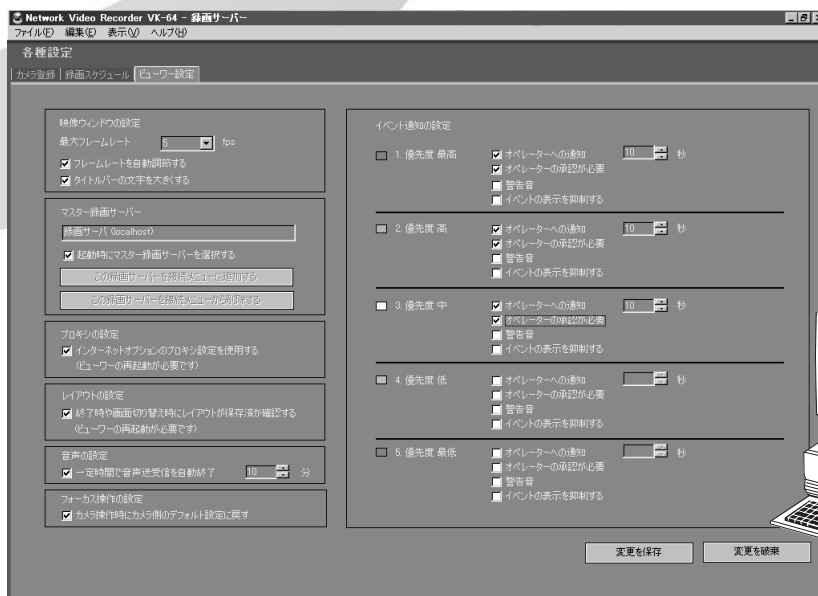 Network Video Recorder VK-64 - 録画サーバー
ファイル(F) 編集(E) 表示(V) ヘルプ(H)
各種設定
カメラ登録 録画スケジュール ビューワー設定
映像ウィンドウの設定
最大フレームレート 5 fps
フレームレートを自動調節する
タイトルバーの文字を大きくする
マスター録画サーバー
録画サーバ (localhost)
起動時にマスター録画サーバーを選択する
この録画サーバーを接続メニューに追加する
この録画サーバーを接続メニューから削除する
プロキシの設定
インターネットオプションのプロキシ設定を使用する
(ビューワーの再起動が必要です)
レイアウトの設定
終了時や画面切り替え時にレイアウトが保存済か確認する
(ビューワーの再起動が必要です)
音声の設定
一定時間で音声送受信を自動終了 10 分
フォーカス操作の設定
カメラ操作時にカメラ側のデフォルト設定に戻す
イベント通知の設定
1. 優先度 最高 オペレーターへの通知 10 秒
オペレーターの承認が必要
警告音
イベントの表示を抑制する
2. 優先度 高 オペレーターへの通知 10 秒
オペレーターの承認が必要
警告音
イベントの表示を抑制する
3. 優先度 中 オペレーターへの通知 10 秒
オペレーターの承認が必要
警告音
イベントの表示を抑制する
4. 優先度 低 オペレーターへの通知 秒
オペレーターの承認が必要
警告音
イベントの表示を抑制する
5. 優先度 最低 オペレーターへの通知 秒
オペレーターの承認が必要
警告音
イベントの表示を抑制する
変更を保存 変更を破棄